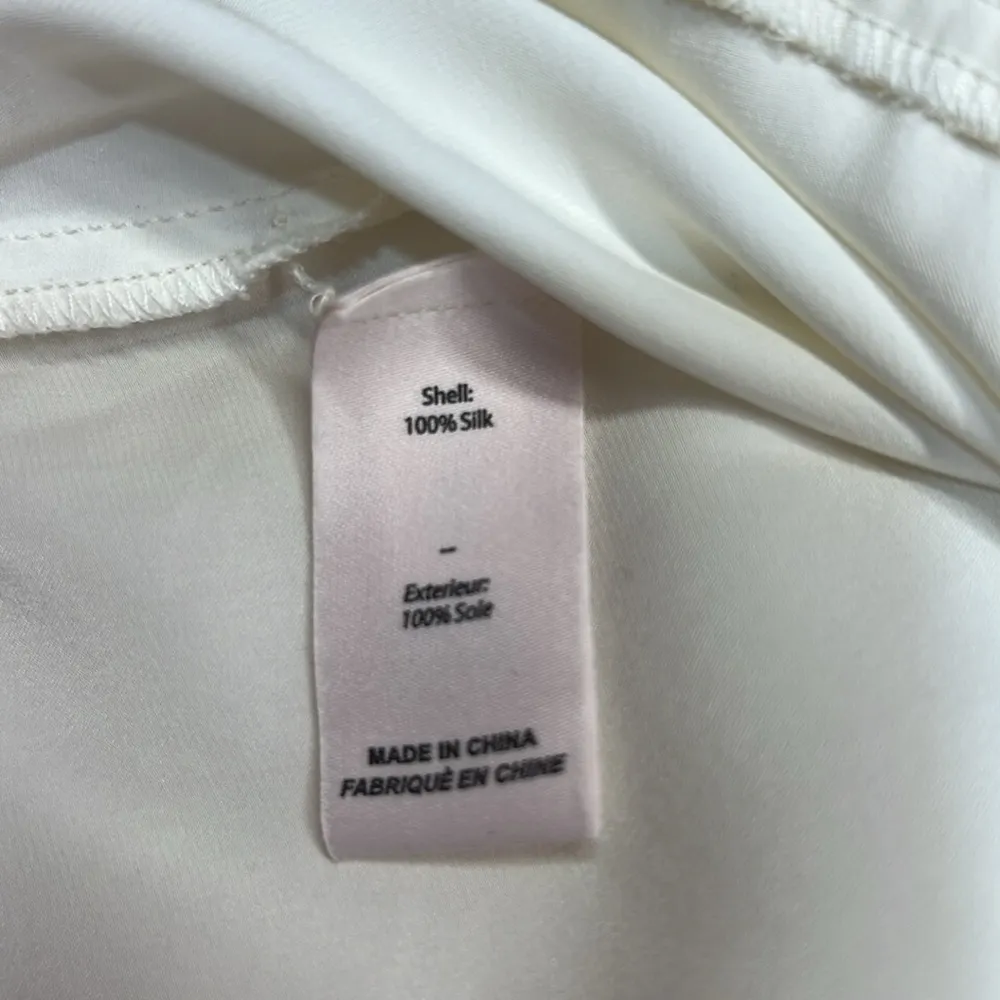 Shell:
100% Silk
–
Exterieur:
100% Soie
MADE IN CHINA
FABRIQUÈ EN CHINE